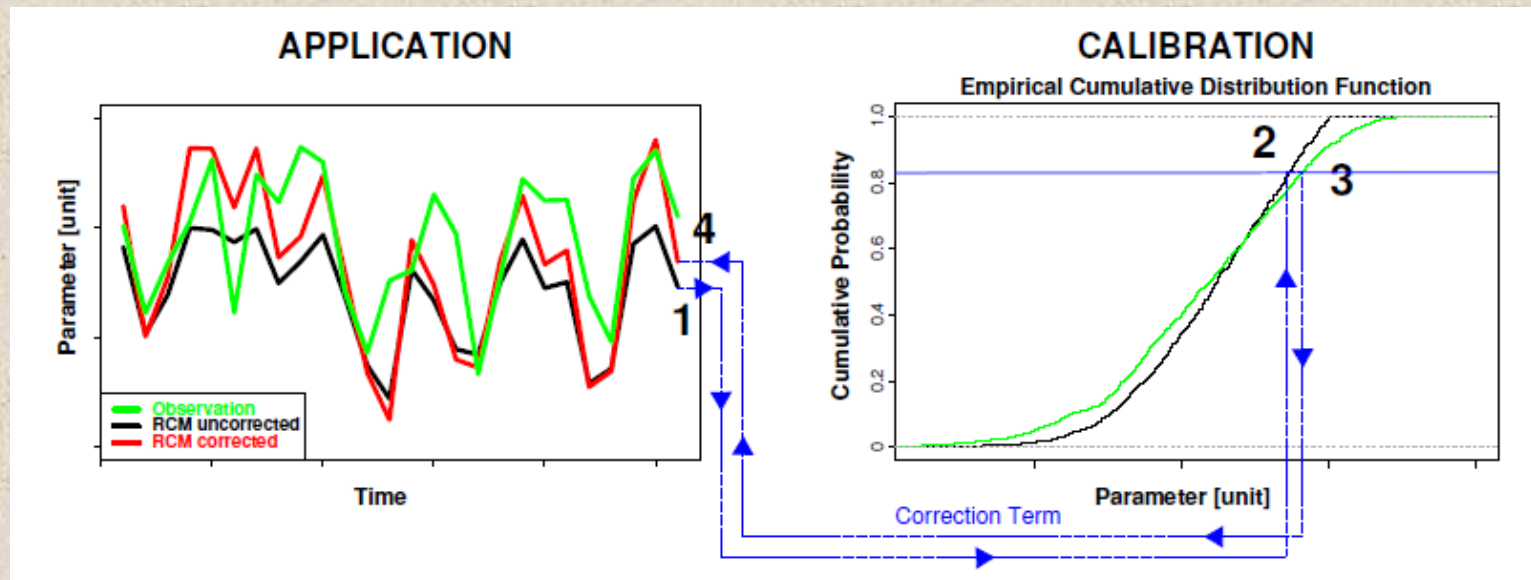 APPLICATION
Parameter [unit]
Observation
RCM uncorrected
RCM corrected
Time
4
1
CALIBRATION
Empirical Cumulative Distribution Function
Cumulative Probability
1.0
0.8
0.6
0.4
0.2
0
2
3
Parameter [unit]
Correction Term